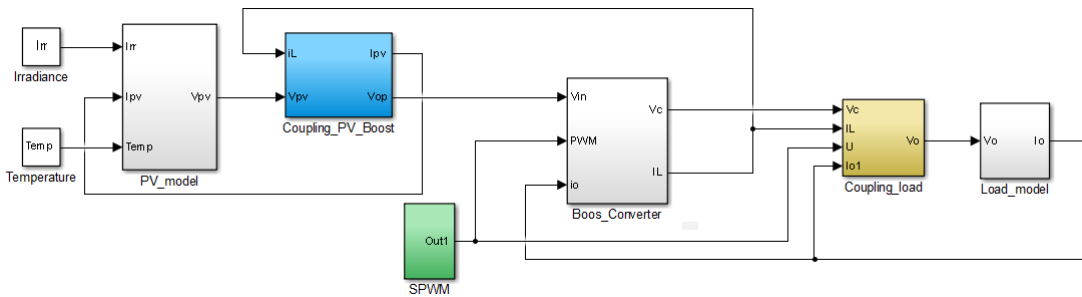 Irr
Irradiance
Temp
Temperature
Irr
Ipv
Vpv
Temp
PV_model
iL
Ipv
Vpv
Vop
Coupling_PV_Boost
Out1
SPWM
Vin
Vc
PWM
io
IL
Boos_Converter
Vc
IL
Vo
U
Io1
Coupling_load
Vo
Io
Load_model